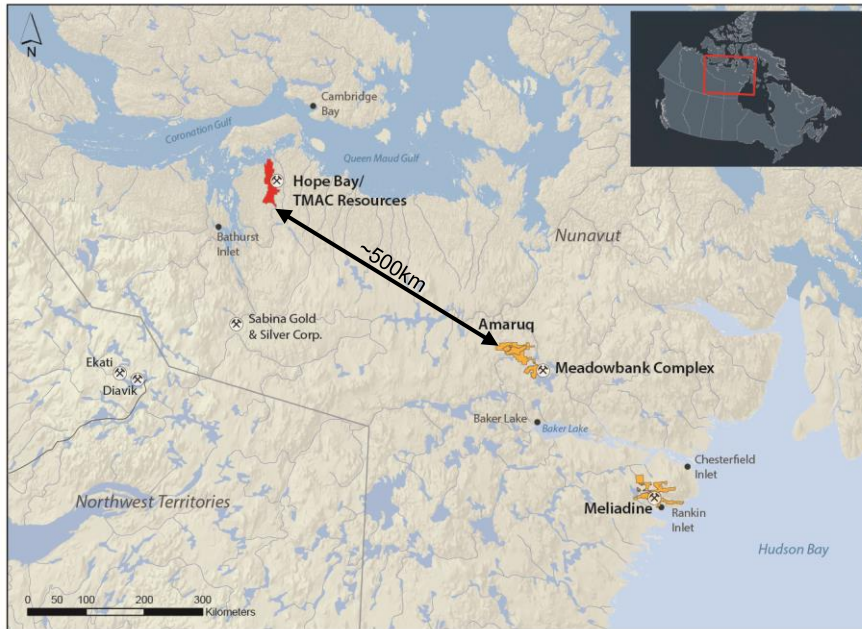 N
Cambridge
Bay
Coronation Gulf
Queen Maud Gulf
Hope Bay/
TMAC Resources
Bathurst
Inlet
Nunavut
~500km
Sabina Gold
& Silver Corp.
Amaruq
Ekati
Diavik
Meadowbank Complex
Baker Lake
Baker Lake
Chesterfield
Inlet
Northwest Territories
Meliadine
Rankin
Inlet
Hudson Bay
0 50 100 200 300
Kilometers